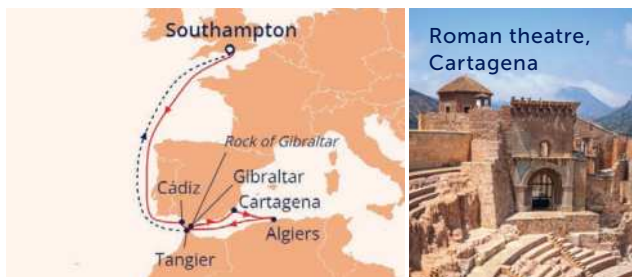 Southampton
Rock of Gibraltar
Gibraltar
Cádiz
Cartagena
Algiers
Tangier
Roman theatre,
Cartagena